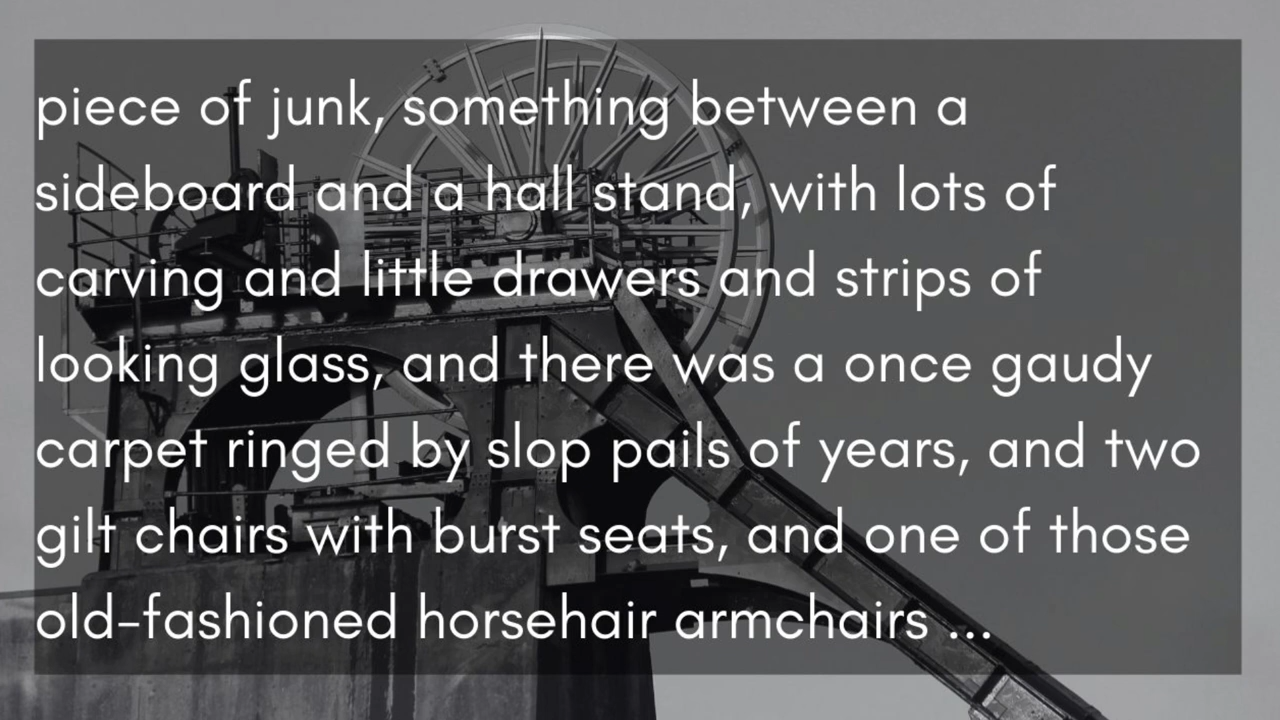 piece of junk, something between a
sideboard and a hall stand, with lots of
carving and little drawers and strips of
looking glass, and there was a once gaudy
carpet ringed by slop pails of years, and two
gilt chairs with burst seats, and one of those
old-fashioned horsehair armchairs ...